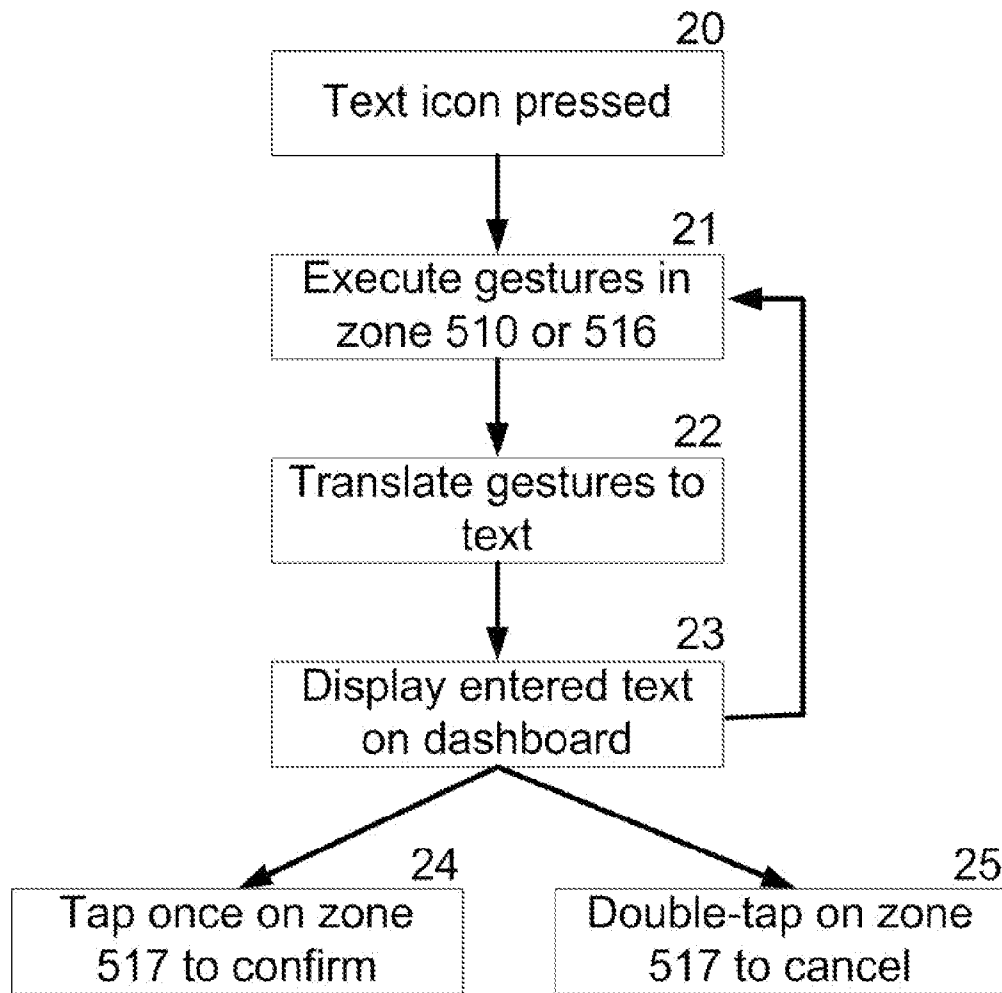 20
Text icon pressed
21
Execute gestures in
zone 510 or 516
22
Translate gestures to
text
23
Display entered text
on dashboard
24
Tap once on zone
517 to confirm
25
Double-tap on zone
517 to cancel